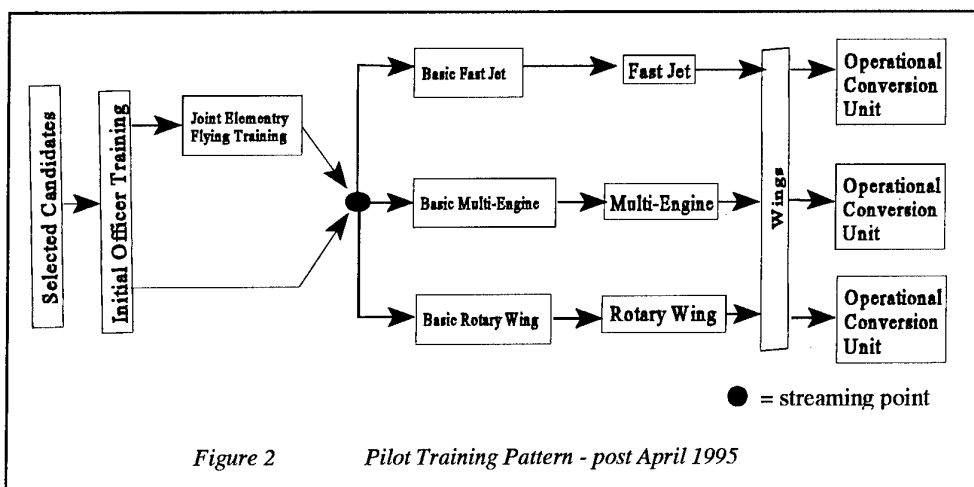 Selected Candidates
Initial Officer Training
Joint Elementry
Flying Training
Basic Fast Jet
Fast Jet
Basic Multi-Engine
Multi-Engine
Basic Rotary Wing
Rotary Wing
Wings
Operational
Conversion
Unit
Operational
Conversion
Unit
Operational
Conversion
Unit
= streaming point
Figure 2 Pilot Training Pattern - post April 1995